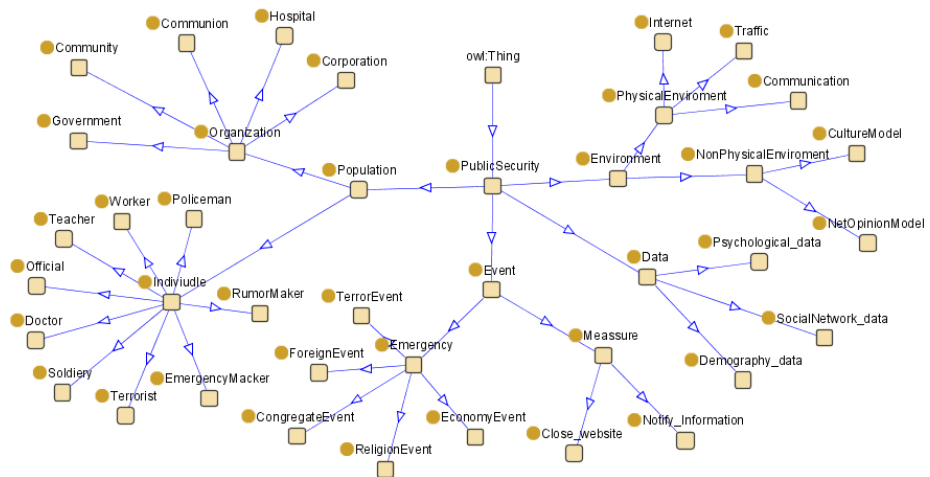 Hospital
Communion
Internet
Traffic
Community
Corporation
owl:Thing
Communication
PhysicalEnviroment
Government
Organization
CultureModel
Population
PublicSecurity
Environment
NonPhysicalEnviroment
Policeman
Worker
Teacher
NetOpinionModel
Psychological_data
Data
Official
Indiviudle
Event
RumorMaker
TerrorEvent
Doctor
SocialNetwork_data
Meassure
ForeignEvent
Emergency
Demography_data
Soldiery
EmergencyMacker
Terrorist
CongregateEvent
EconomyEvent
Notify_Information
Close_website
ReligionEvent